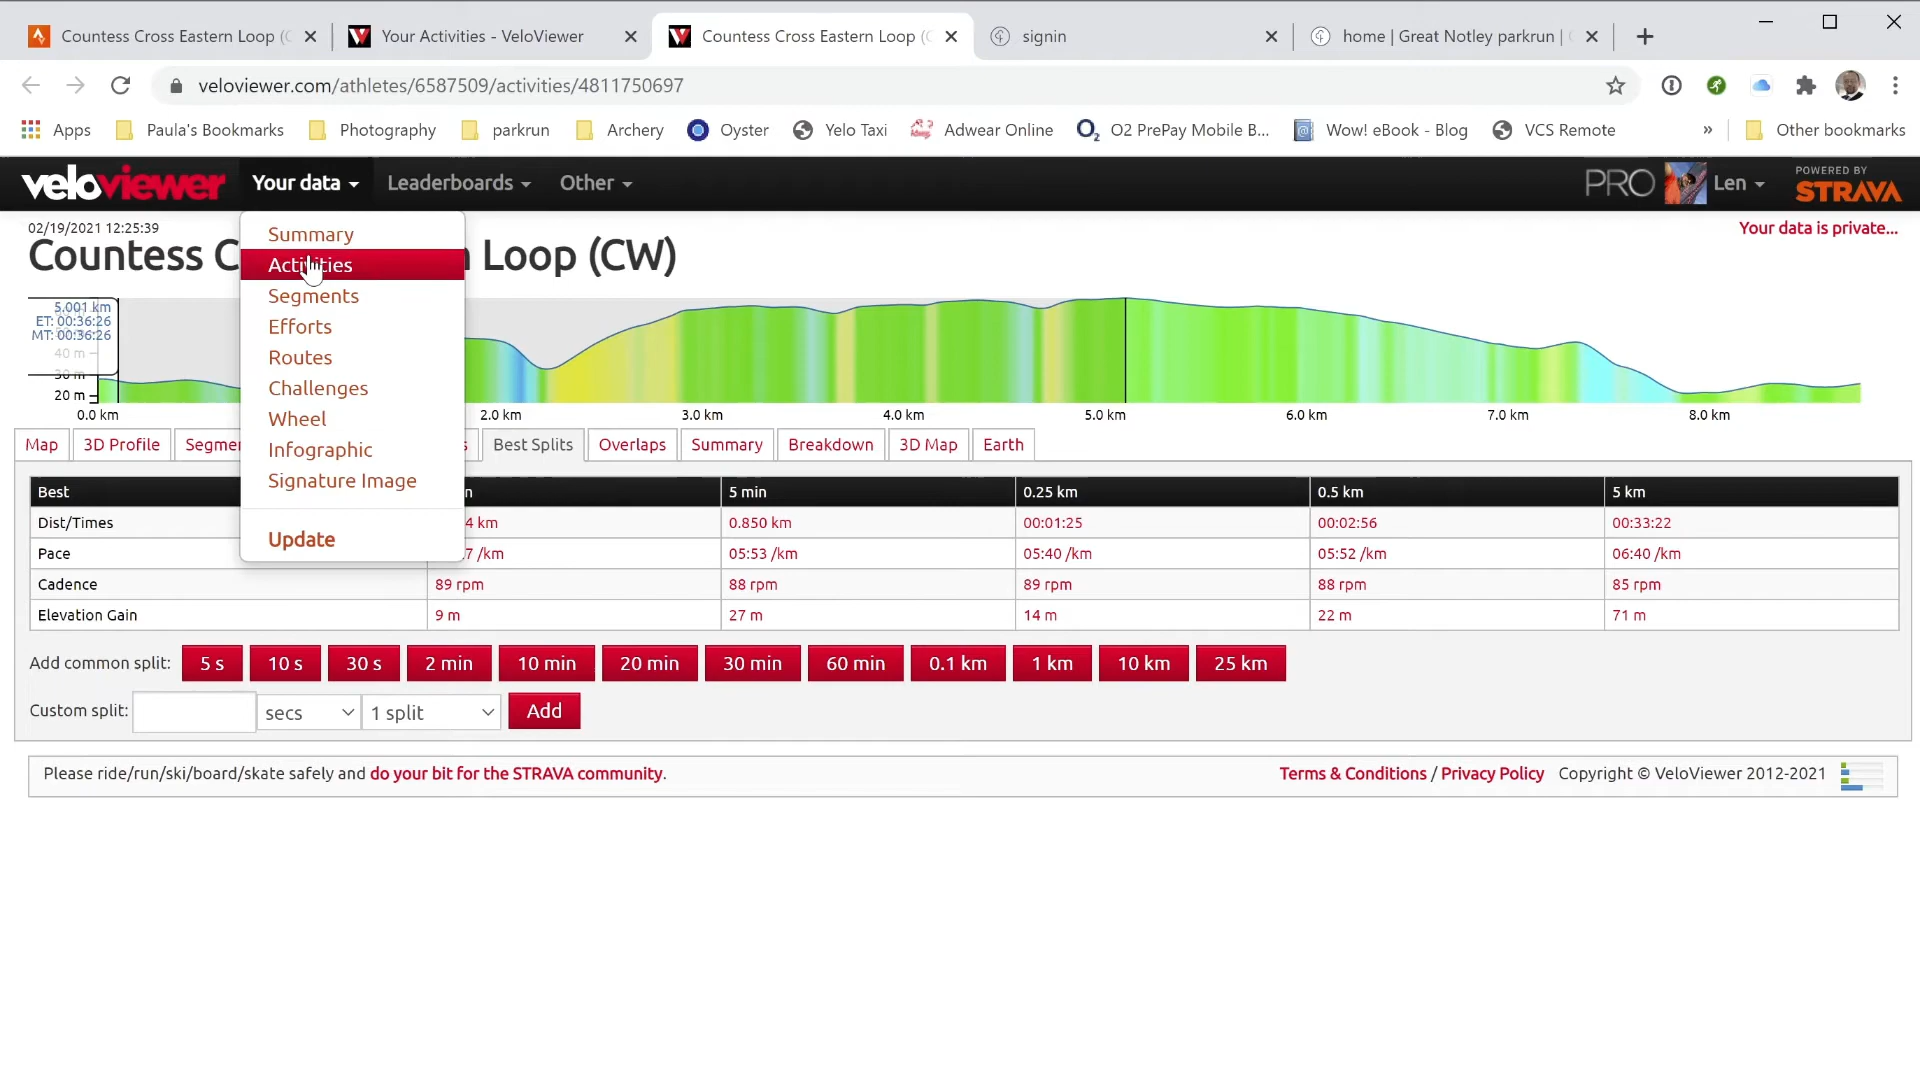 Countess Cross Eastern Loop (
Your Activities - VeloViewer
Countess Cross Eastern Loop (
signin
home | Great Notley parkrun |
veloviewer.com/athletes/6587509/activities/4811750697
Apps
Paula's Bookmarks
Photography
parkrun
Archery
Oyster
Yelo Taxi
Adwear Online
O2 PrePay Mobile B...
Wow! eBook - Blog
VCS Remote
»
Other bookmarks
veloviewer
Your data
Leaderboards
Other
PRO
Len
POWERED BY
STRAVA
02/19/2021 12:25:39
Your data is private...
Countess C Loop (CW)
Summary
Activities
Segments
Efforts
Routes
Challenges
Wheel
Infographic
Signature Image
Update
5.001 km
ET: 00:36:26
MT: 00:36:26
40 m
30 m
20 m
0.0 km 2.0 km 3.0 km 4.0 km 5.0 km 6.0 km 7.0 km 8.0 km
Map
3D Profile
Segmen
s
Best Splits
Overlaps
Summary
Breakdown
3D Map
Earth
Best n 5 min 0.25 km 0.5 km 5 km
Dist/Times 4 km 0.850 km 00:01:25 00:02:56 00:33:22
Pace 7 /km 05:53 /km 05:40 /km 05:52 /km 06:40 /km
Cadence 89 rpm 88 rpm 89 rpm 88 rpm 85 rpm
Elevation Gain 9 m 27 m 14 m 22 m 71 m
Add common split: 5 s 10 s 30 s 2 min 10 min 20 min 30 min 60 min 0.1 km 1 km 10 km 25 km
Custom split: secs 1 split Add
Please ride/run/ski/board/skate safely and do your bit for the STRAVA community.
Terms & Conditions / Privacy Policy Copyright © VeloViewer 2012-2021